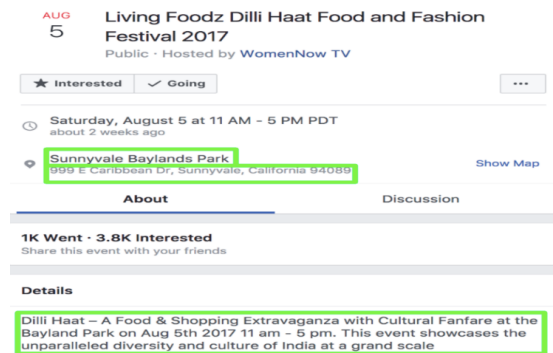 AUG
5
Living Foodz Dilli Haat Food and Fashion
Festival 2017
Public · Hosted by WomenNow TV
Interested
Going
...
Saturday, August 5 at 11 AM – 5 PM PDT
about 2 weeks ago
Sunnyvale Baylands Park
999 E Caribbean Dr, Sunnyvale, California 94089
Show Map
About
Discussion
1K Went · 3.8K Interested
Share this event with your friends
Details
Dilli Haat – A Food & Shopping Extravaganza with Cultural Fanfare at the
Bayland Park on Aug 5th 2017 11 am - 5 pm. This event showcases the
unparalleled diversity and culture of India at a grand scale